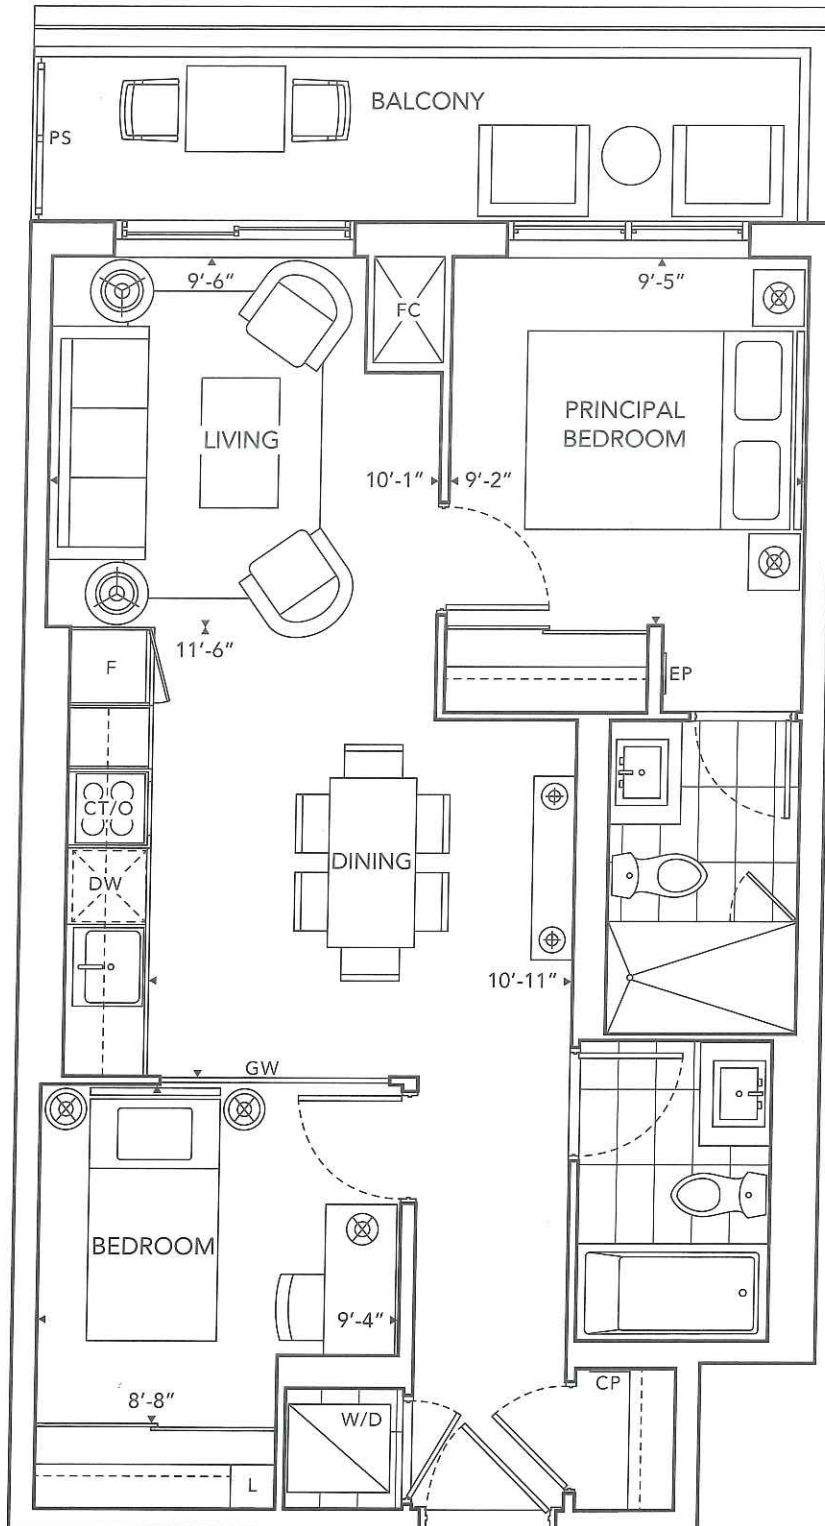 BALCONY
PS
9'-6"
9'-5"
FC
PRINCIPAL
BEDROOM
LIVING
10'-1"
9'-2"
11'-6"
F
EP
CT/O
DINING
DW
10'-11"
GW
BEDROOM
9'-4"
8'-8"
CP
W/D
L